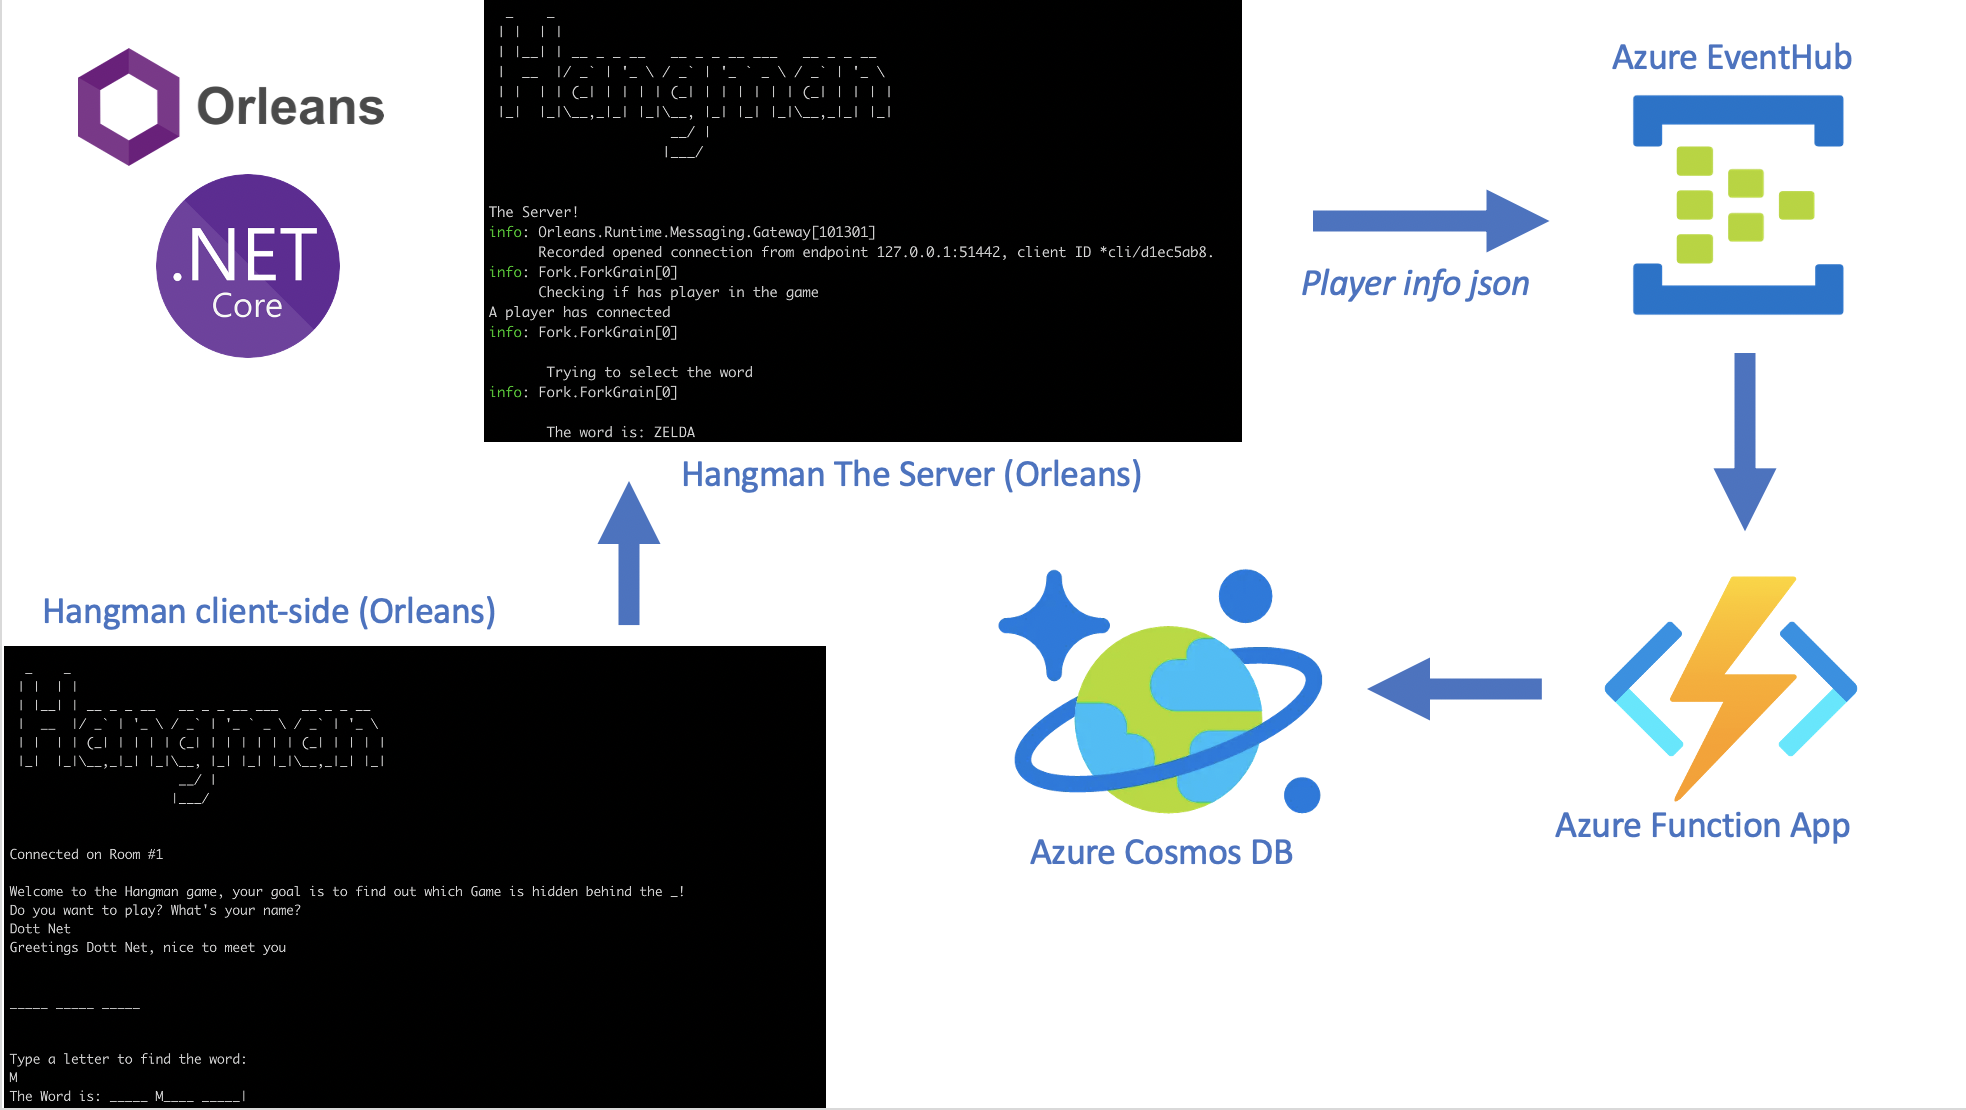 Orleans
.NET
Core
Hangman
The Server!
info: Orleans.Runtime.Messaging.Gateway[101301]
Recorded opened connection from endpoint 127.0.0.1:51442, client ID *cli/d1ec5ab8.
info: Fork.ForkGrain[0]
Checking if has player in the game
A player has connected
info: Fork.ForkGrain[0]
Trying to select the word
info: Fork.ForkGrain[0]
The word is: ZELDA
Hangman The Server (Orleans)
Player info json
Azure EventHub
Azure Function App
Azure Cosmos DB
Hangman client-side (Orleans)
Hangman
Connected on Room #1
Welcome to the Hangman game, your goal is to find out which Game is hidden behind the _!
Do you want to play? What's your name?
Dott Net
Greetings Dott Net, nice to meet you
_____ _____ _____
Type a letter to find the word:
M
The Word is: _____ M____ _____|